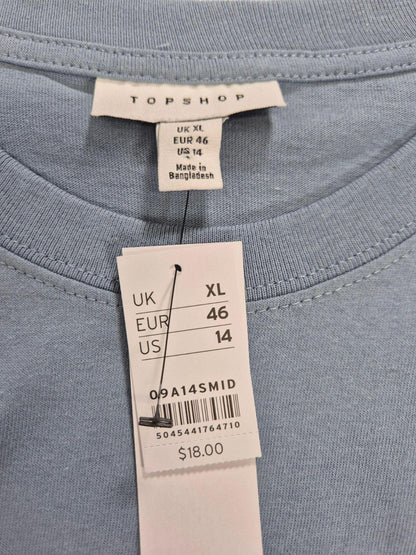 TOPSHOP
UK XL
EUR 46
US 14
Made in
Bangladesh
UK XL
EUR 46
US 14
09A14SMID
5045441764710
$18.00